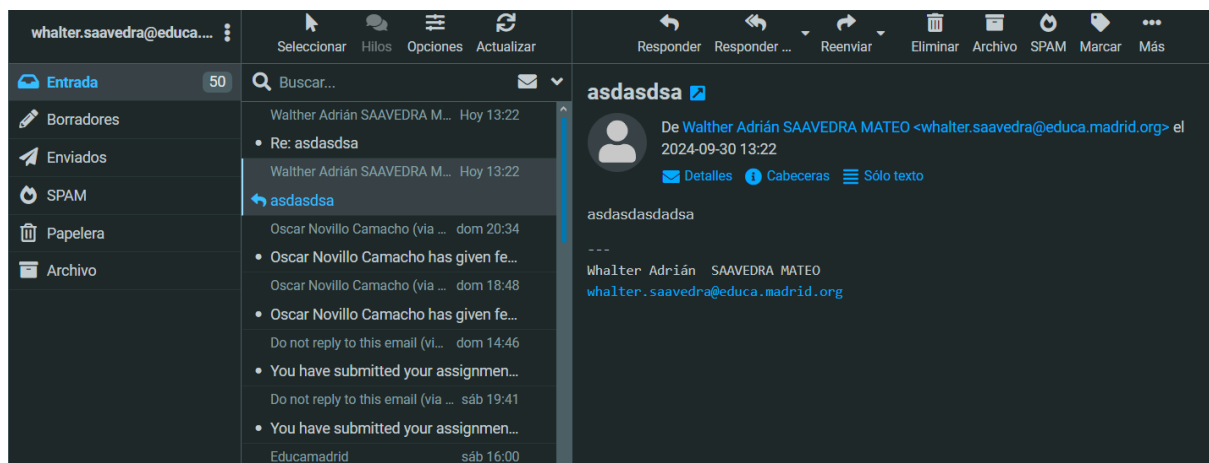 whalter.saavedra@educa....
Seleccionar Hilos Opciones Actualizar
Responder Responder ... Reenviar Eliminar Archivo SPAM Marcar Más
Entrada 50
Borradores
Enviados
SPAM
Papelera
Archivo
Buscar...
Walther Adrián SAAVEDRA M... Hoy 13:22
Re: asdasdsa
Walther Adrián SAAVEDRA M... Hoy 13:22
asdasdsa
Oscar Novillo Camacho (via ... dom 20:34
Oscar Novillo Camacho has given fe...
Oscar Novillo Camacho (via ... dom 18:48
Oscar Novillo Camacho has given fe...
Do not reply to this email (vi... dom 14:46
You have submitted your assignmen...
Do not reply to this email (via ... sáb 19:41
You have submitted your assignmen...
Educamadrid sáb 16:00
asdasdsa
De Walther Adrián SAAVEDRA MATEO <whalter.saavedra@educa.madrid.org> el
2024-09-30 13:22
Detalles Cabeceras Sólo texto
asdasdasdadsa
---
Whalter Adrián SAAVEDRA MATEO
whalter.saavedra@educa.madrid.org